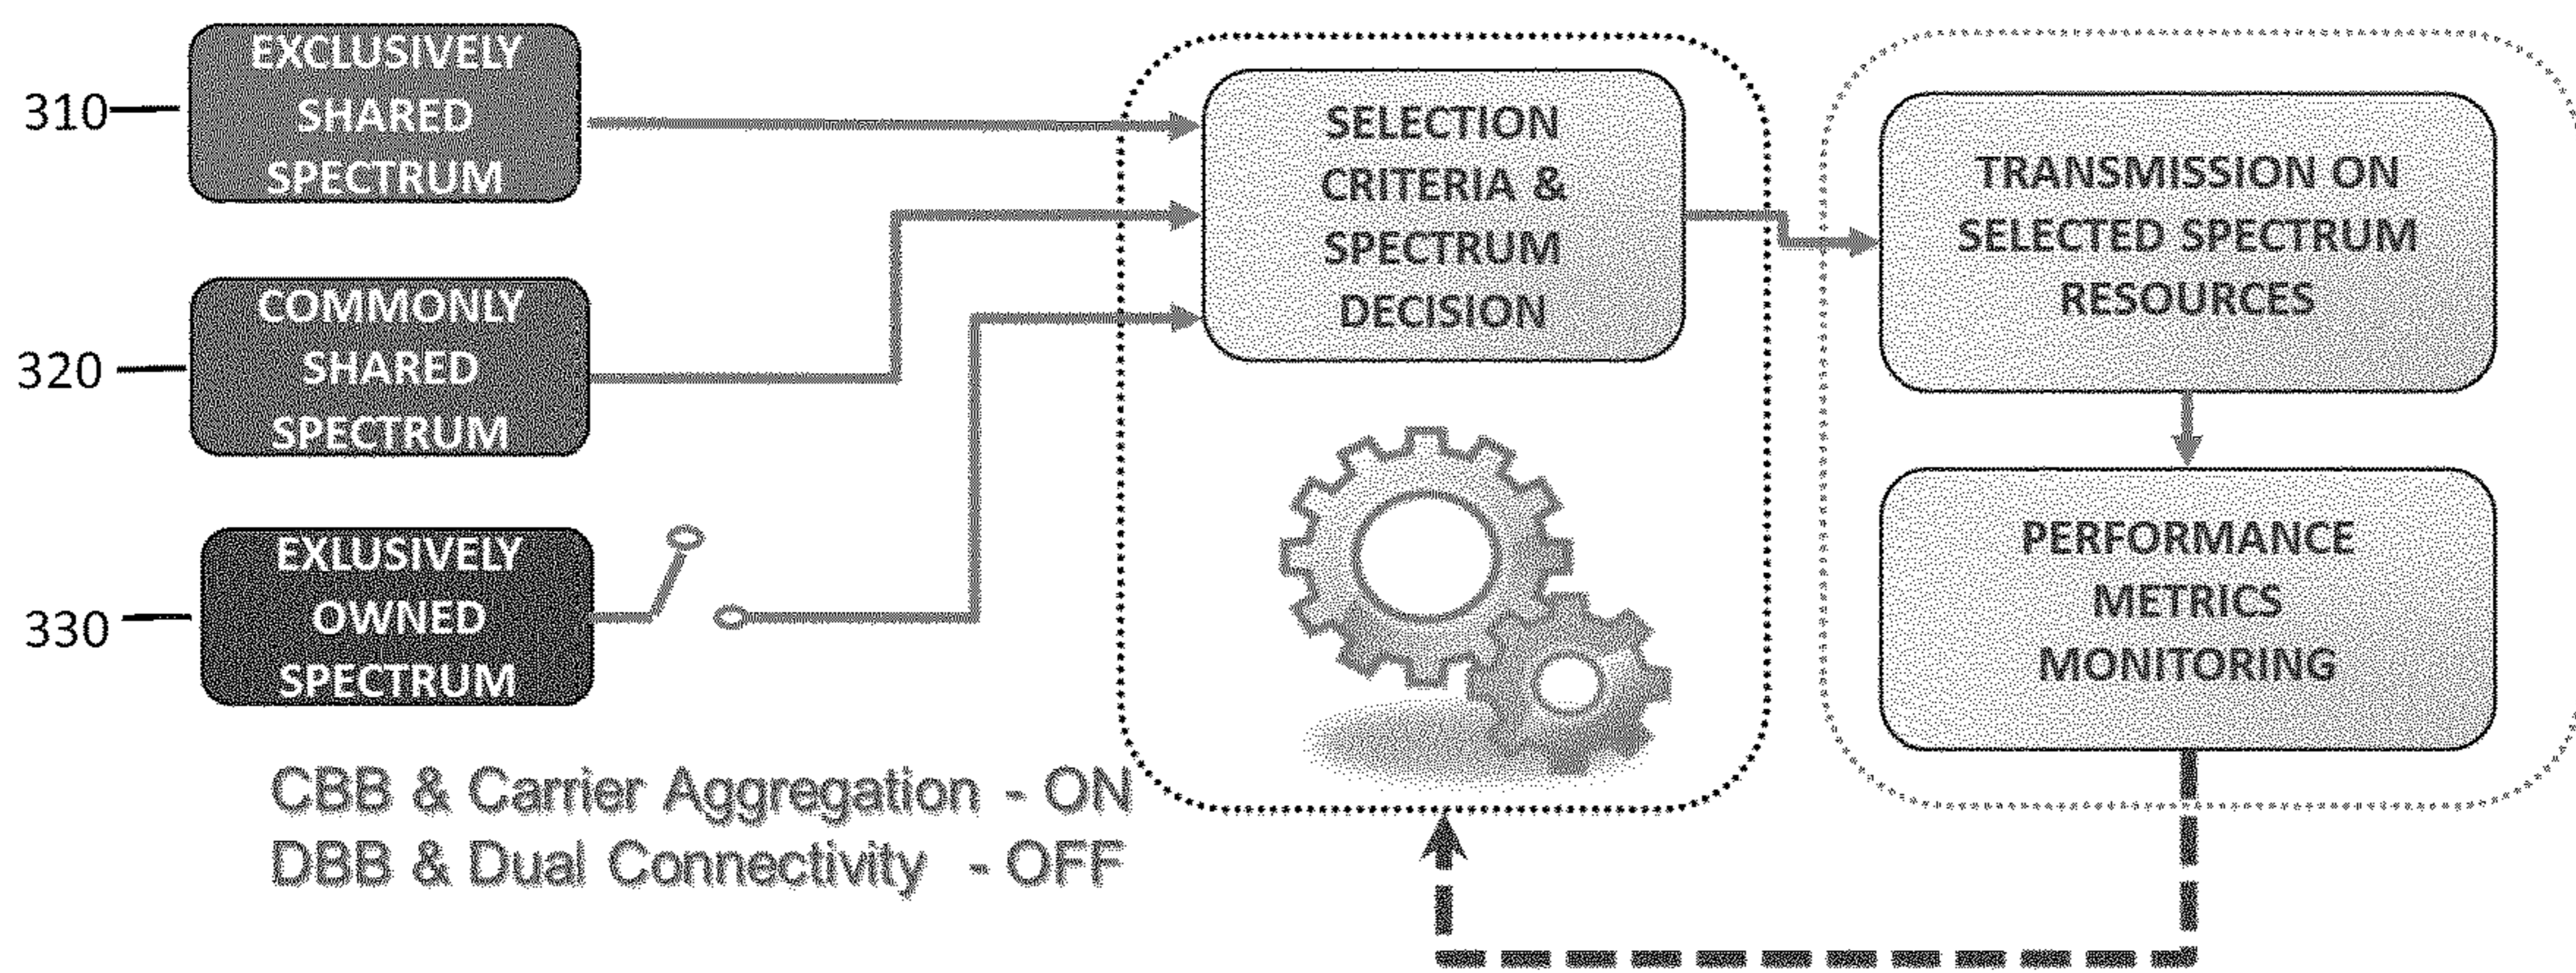 310
EXCLUSIVELY
SHARED
SPECTRUM
320
COMMONLY
SHARED
SPECTRUM
330
EXLUSIVELY
OWNED
SPECTRUM
CBB & Carrier Aggregation - ON
DBB & Dual Connectivity - OFF
SELECTION
CRITERIA &
SPECTRUM
DECISION
TRANSMISSION ON
SELECTED SPECTRUM
RESOURCES
PERFORMANCE
METRICS
MONITORING